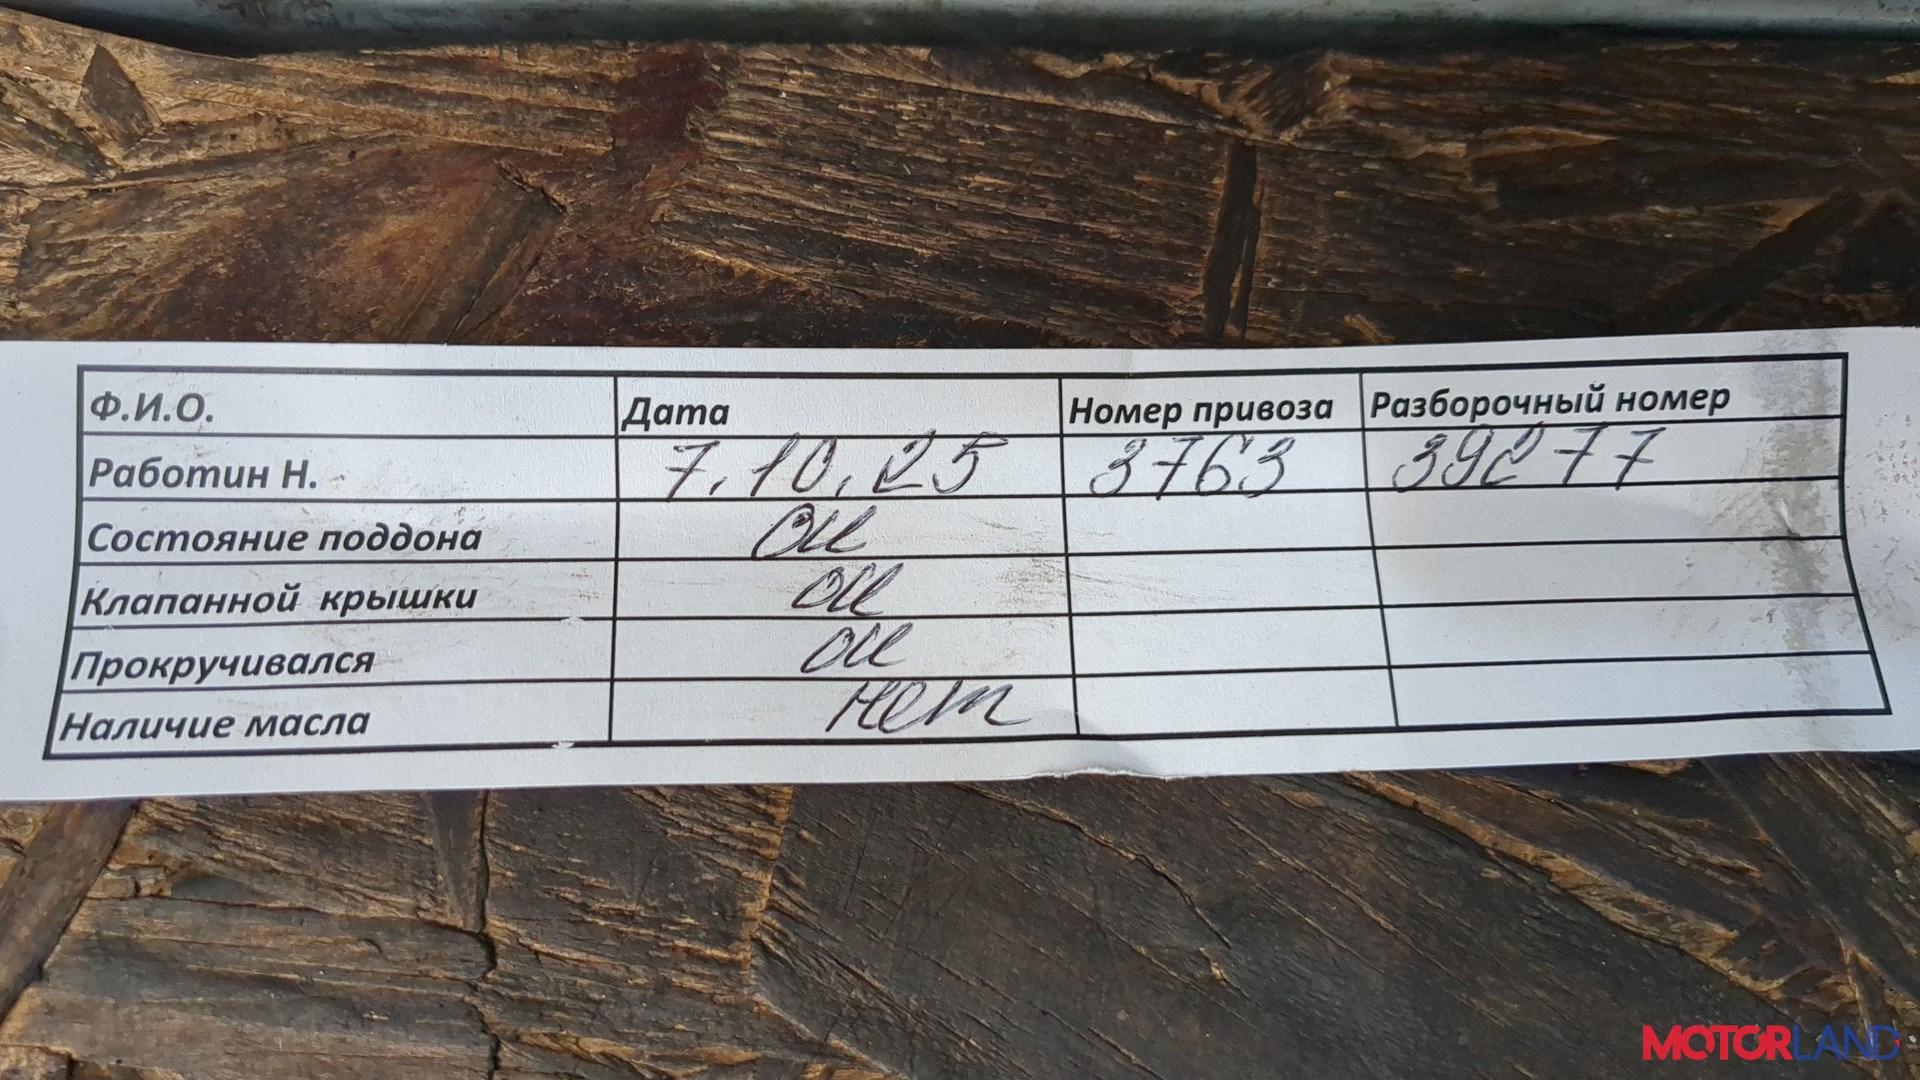 Ф.И.О. Дата Номер привоза Разборочный номер
Работин Н. 7.10.25 3763 39277
Состояние поддона ок
Клапанной крышки ок
Прокручивался ок
Наличие масла нет
MOTORLAND